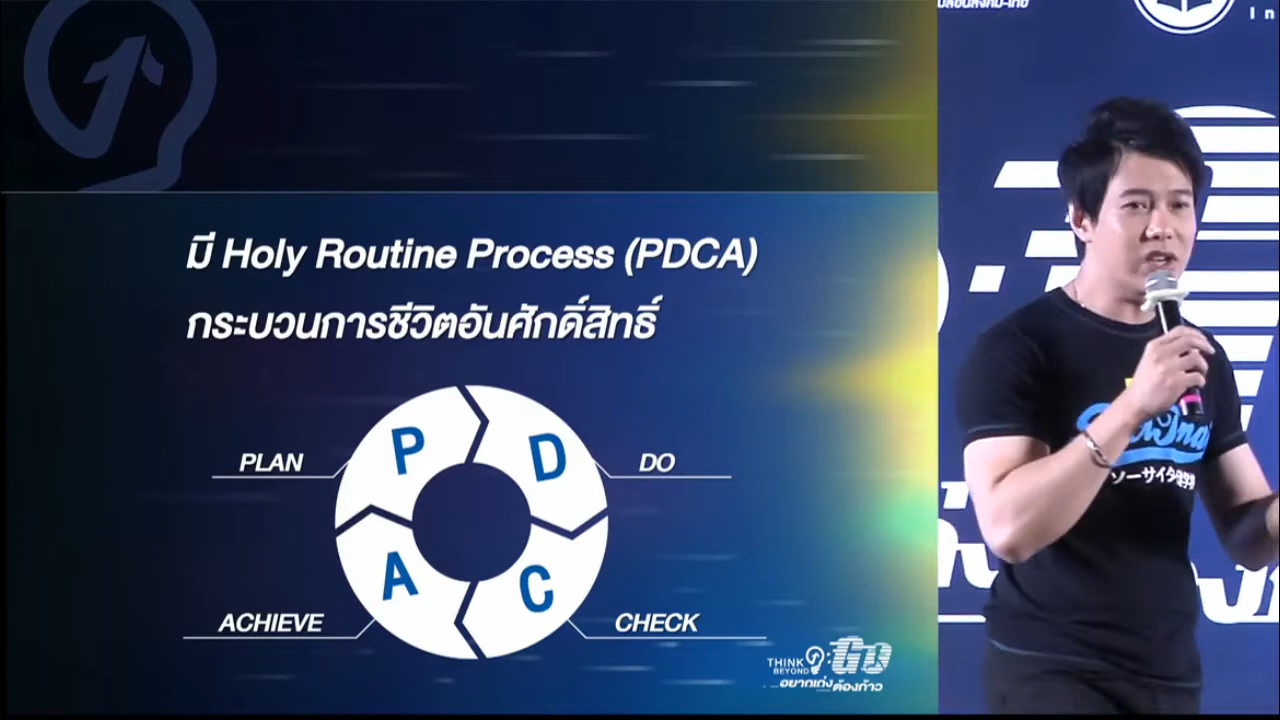 มี Holy Routine Process (PDCA)
กระบวนการชีวิตอันศักดิ์สิทธิ์
P
D
PLAN
DO
A
C
ACHIEVE
CHECK
THINK
BEYOND
อยากเก่ง ต้องก้าว